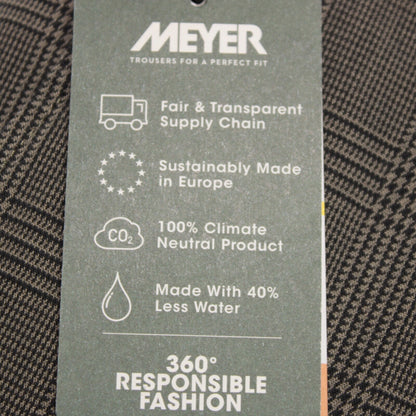 MEYER
TROUSERS FOR A PERFECT FIT
Fair & Transparent
Supply Chain
Sustainably Made
in Europe
CO2
100% Climate
Neutral Product
Made With 40%
Less Water
360°
RESPONSIBLE
FASHION